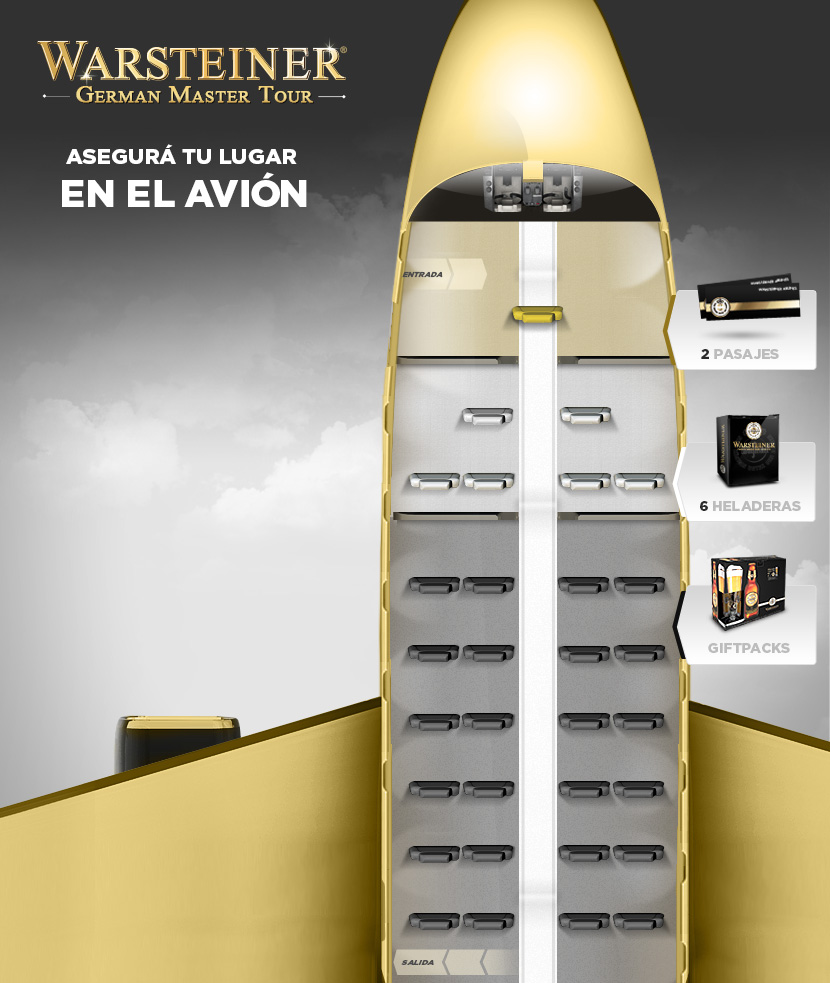 WARSTEINER®
GERMAN MASTER TOUR
ASEGURÁ TU LUGAR
EN EL AVIÓN
ENTRADA
2 PASAJES
WARSTEINER
6 HELADERAS
GIFTPACKS
SALIDA